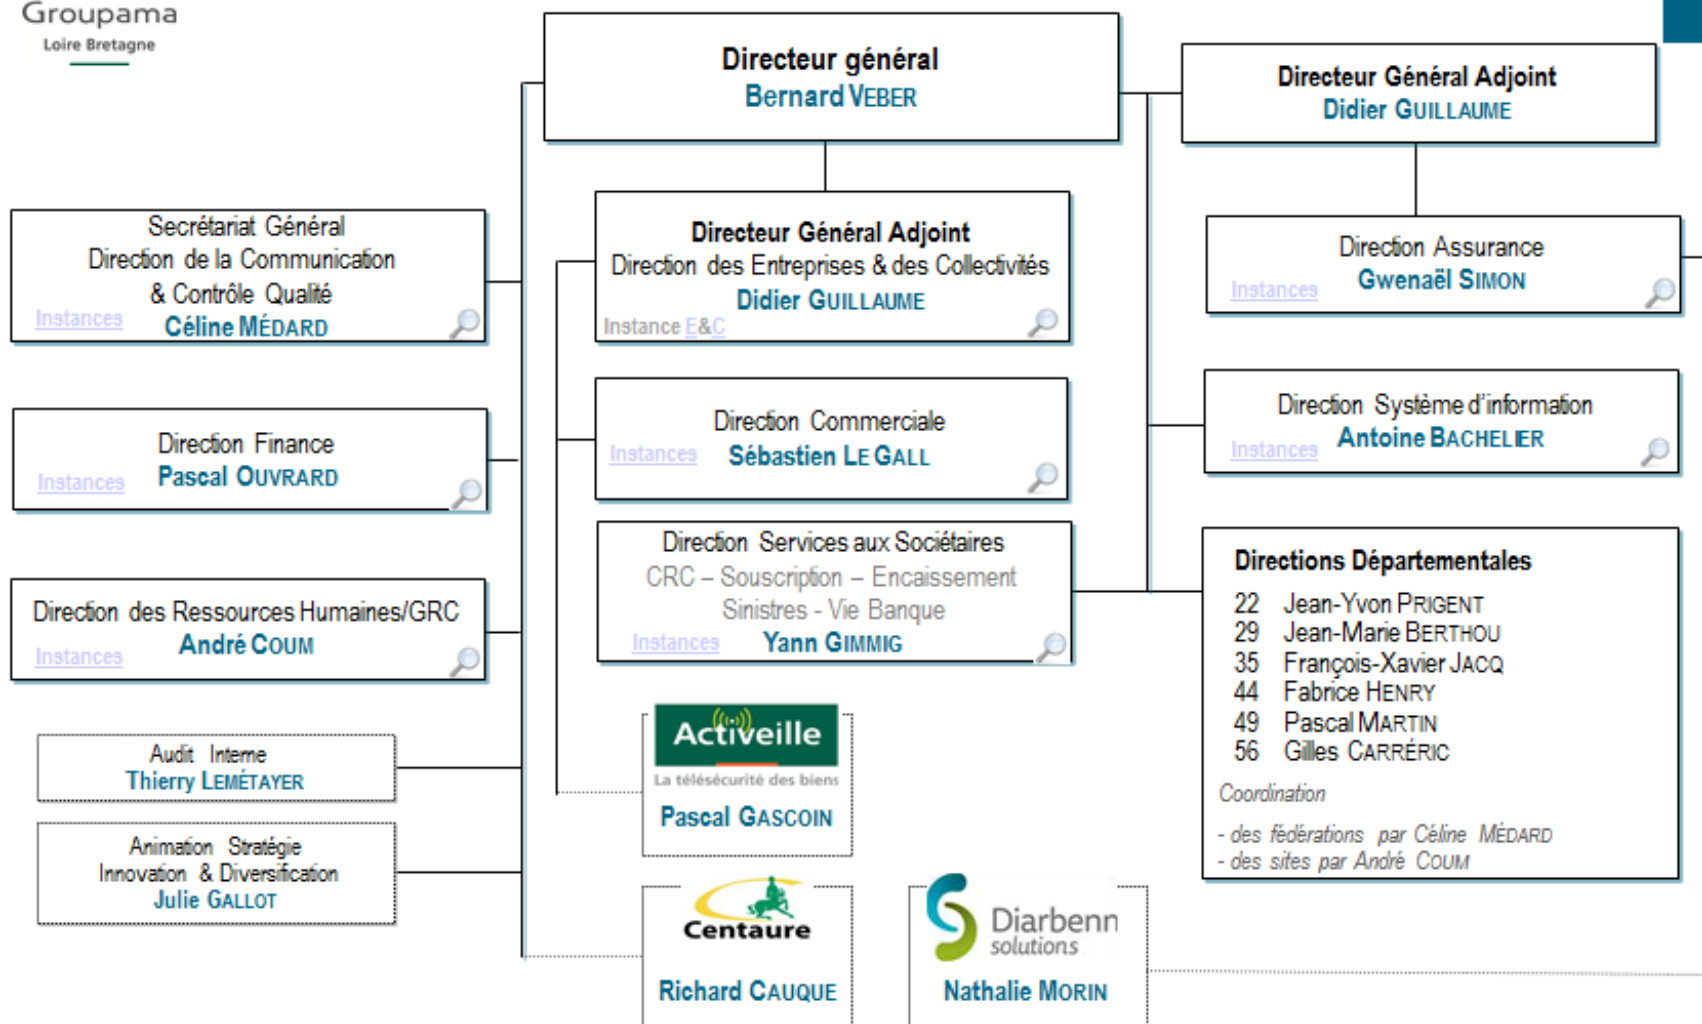 Groupama
Loire Bretagne
Directeur général
Bernard VEBER
Directeur Général Adjoint
Didier GUILLAUME
Secrétariat Général
Direction de la Communication
& Contrôle Qualité
Instances
Céline MÉDARD
Directeur Général Adjoint
Direction des Entreprises & des Collectivités
Didier GUILLAUME
Instance E&C
Direction Assurance
Instances
Gwenaël SIMON
Direction Finance
Instances
Pascal OUVRARD
Direction Commerciale
Instances
Sébastien LE GALL
Direction Système d'information
Instances
Antoine BACHELIER
Direction des Ressources Humaines/GRC
Instances
André COUM
Direction Services aux Sociétaires
CRC – Souscription – Encaissement
Sinistres - Vie Banque
Instances
Yann GIMMIG
Directions Départementales
22 Jean-Yvon PRIGENT
29 Jean-Marie BERTHOU
35 François-Xavier JACQ
44 Fabrice HENRY
49 Pascal MARTIN
56 Gilles CARRÉRIC
Coordination
- des fédérations par Céline MÉDARD
- des sites par André COUM
Audit Interne
Thierry LEMÉTAYER
Animation Stratégie
Innovation & Diversification
Julie GALLOT
Activeille
La télésécurité des biens
Pascal GASCOIN
Centaure
Richard CAUQUE
Diarbenn
solutions
Nathalie MORIN